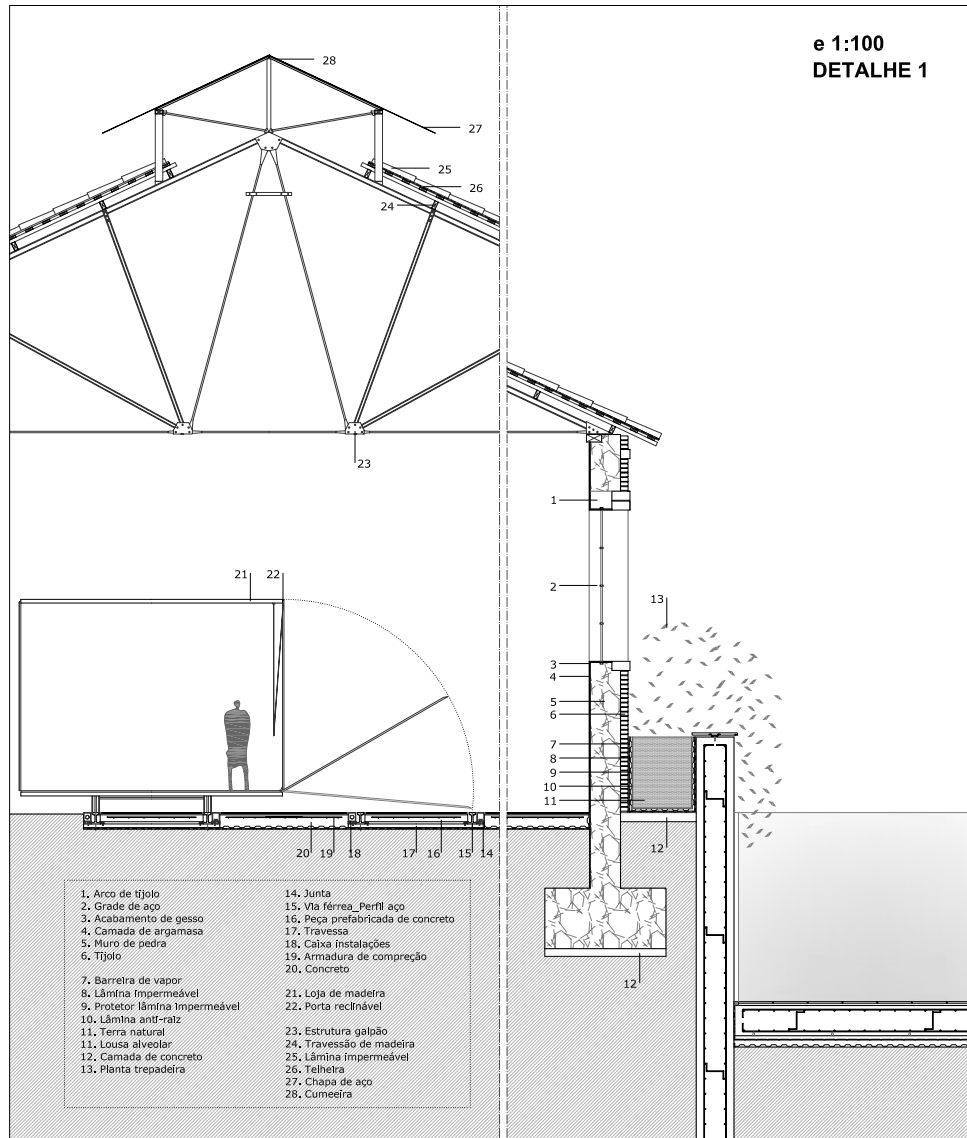 e 1:100
DETALHE 1
28
27
25
26
24
23
1
2
21 22
13
3
4
5
6
7
8
9
10
11
20 19 18 17 16 15 14
12
12
1. Arco de tijolo
2. Grade de aço
3. Acabamento de gesso
4. Camada de argamasa
5. Muro de pedra
6. Tijolo
7. Barreira de vapor
8. Lâmina impermeável
9. Protetor lâmina impermeável
10. Lâmina anti-raiz
11. Terra natural
11. Lousa alveolar
12. Camada de concreto
13. Planta trepadeira
14. Junta
15. Via férrea_Perfil aço
16. Peça prefabricada de concreto
17. Travessa
18. Caixa instalações
19. Armadura de compreção
20. Concreto
21. Loja de madeira
22. Porta reclinável
23. Estrutura galpão
24. Travessão de madeira
25. Lâmina impermeável
26. Telheira
27. Chapa de aço
28. Cumeeira